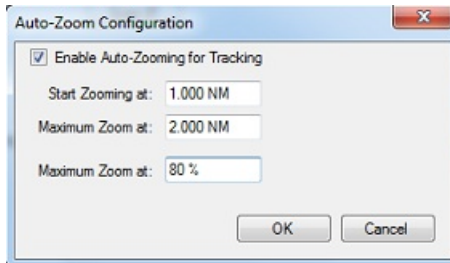 Auto-Zoom Configuration
Enable Auto-Zooming for Tracking
Start Zooming at: 1.000 NM
Maximum Zoom at: 2.000 NM
Maximum Zoom at: 80 %
OK Cancel